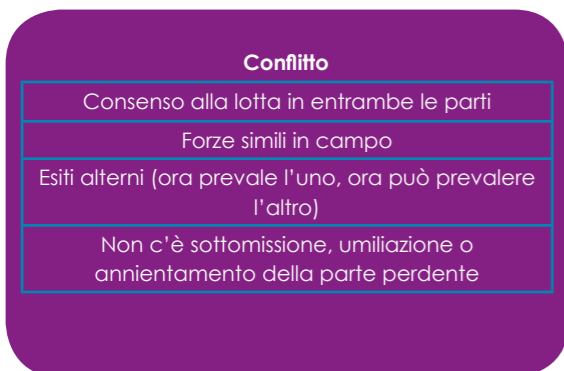 Conflitto
Consenso alla lotta in entrambe le parti
Forze simili in campo
Esiti alterni (ora prevale l’uno, ora può prevalere
l’altro)
Non c’è sottomissione, umiliazione o
annientamento della parte perdente